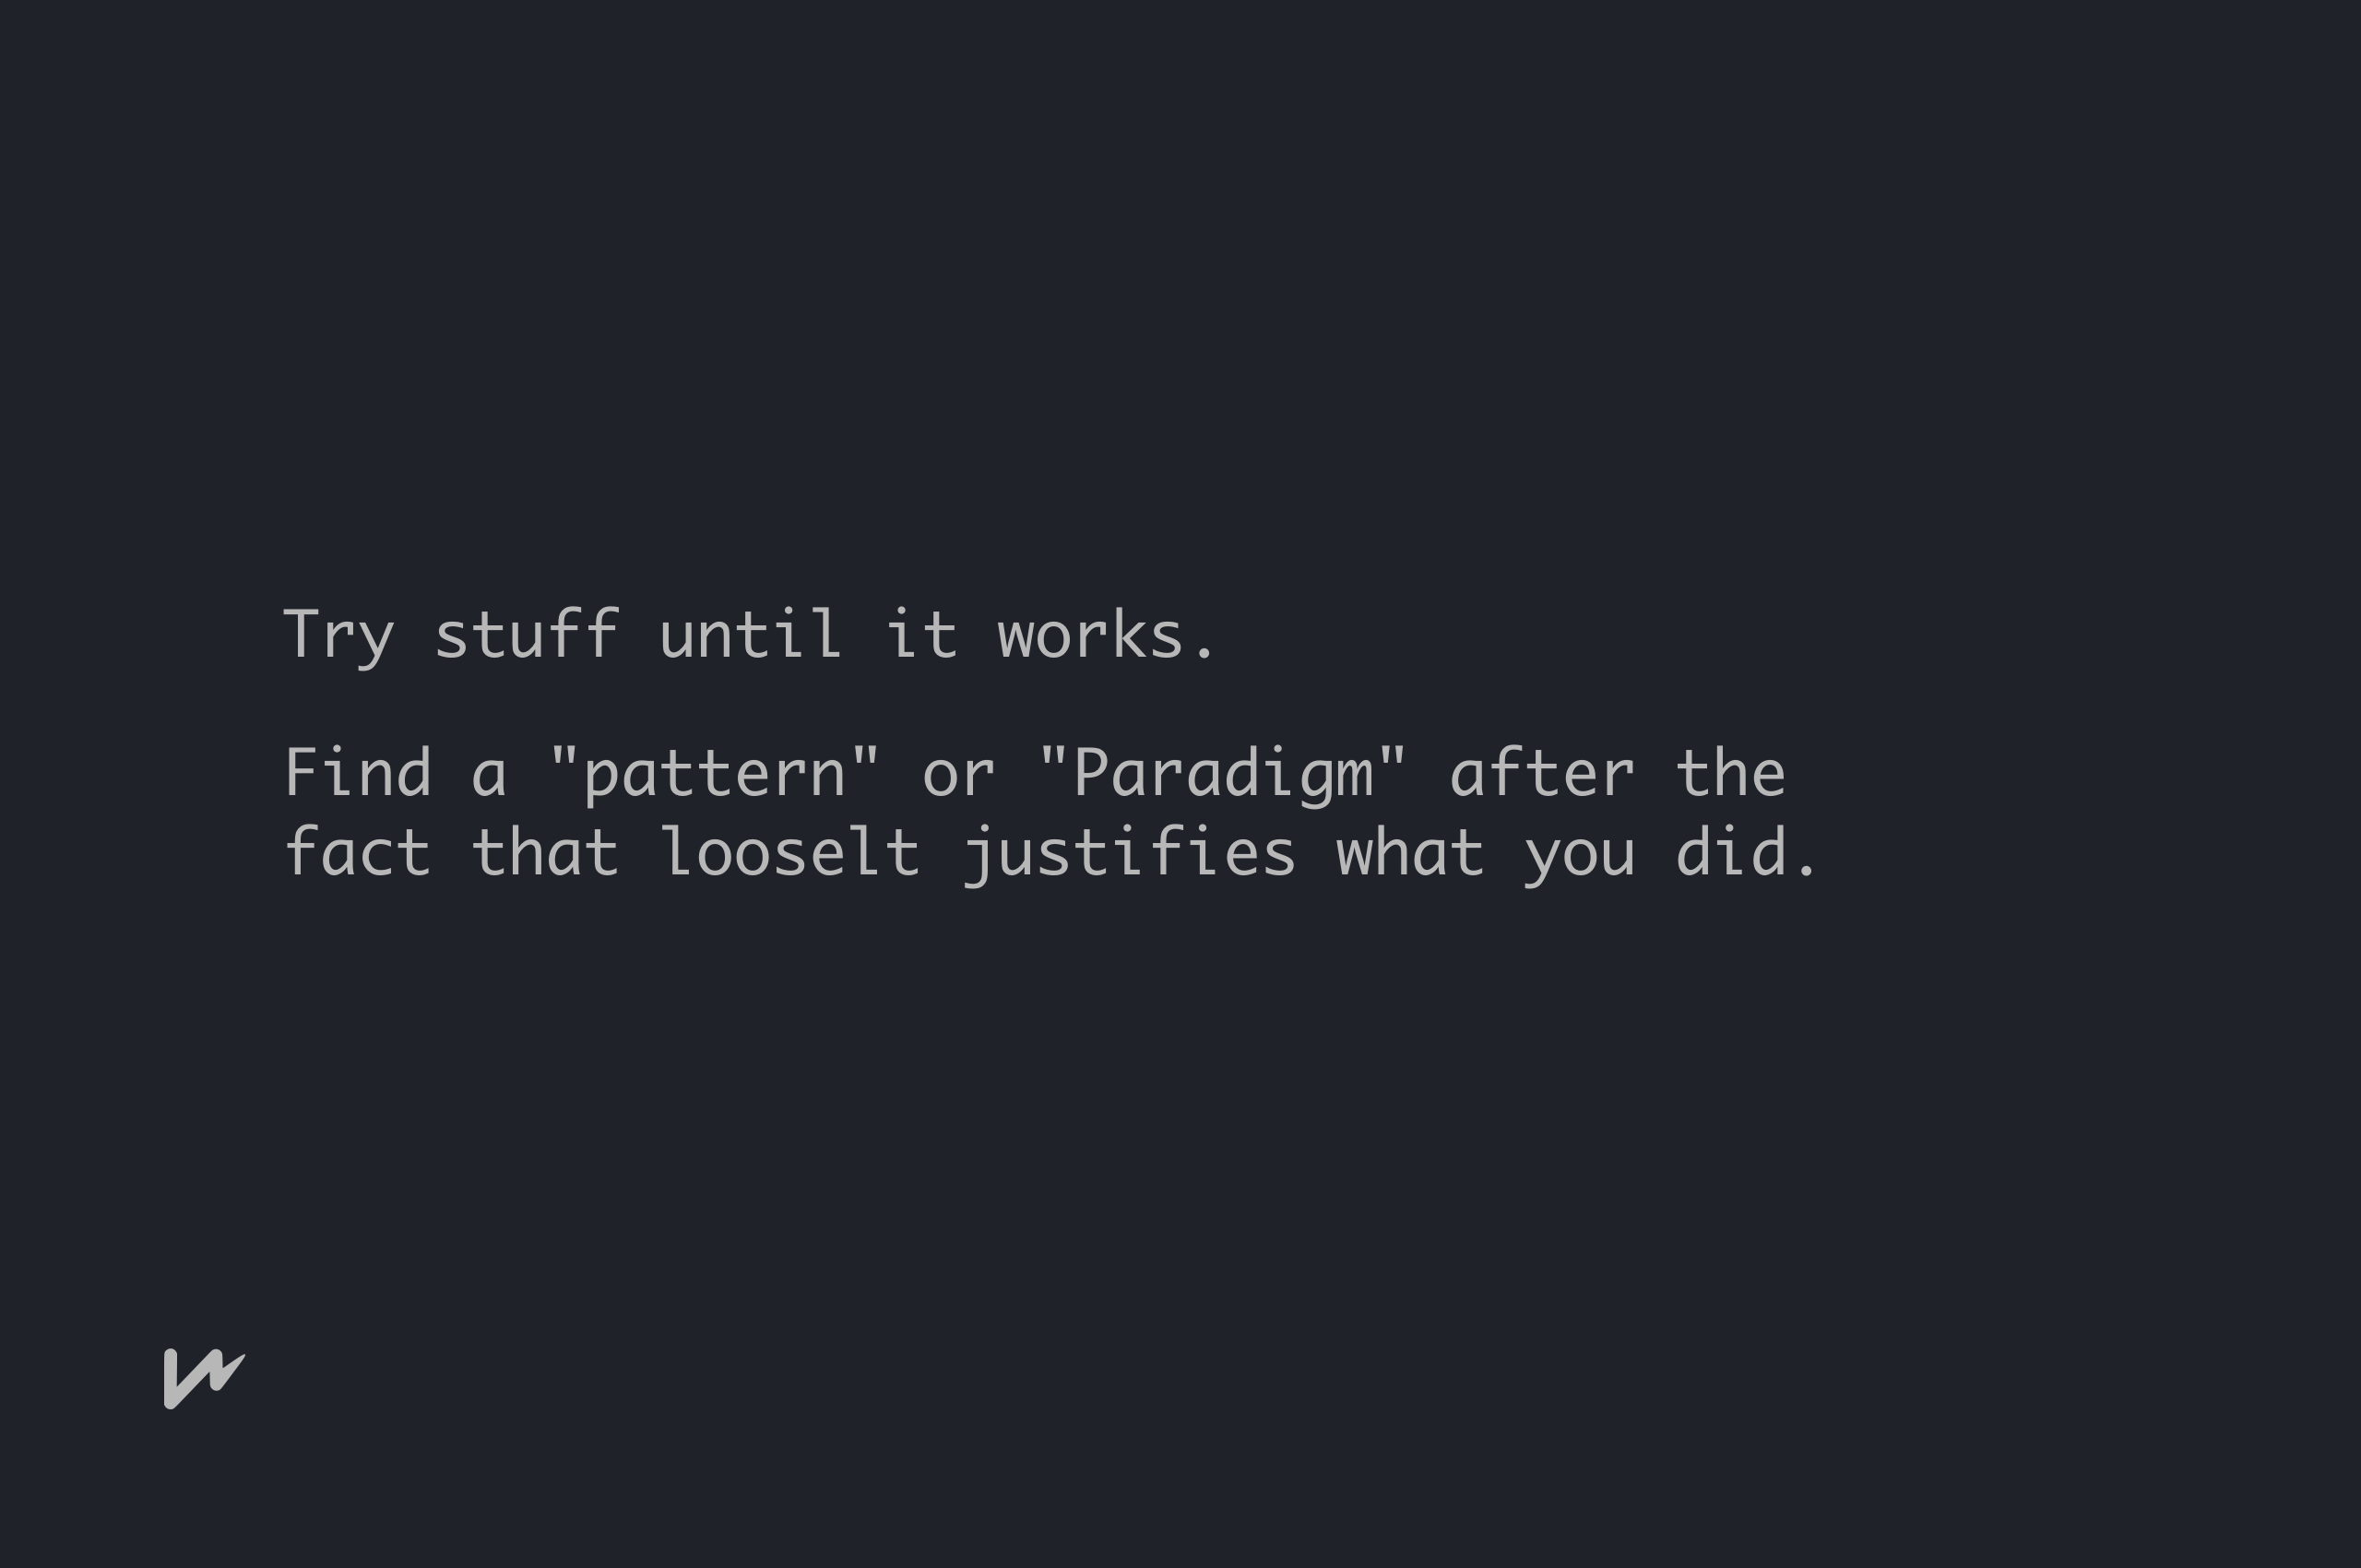 Try stuff until it works.
Find a "pattern" or "Paradigm" after the
fact that looselt justifies what you did.